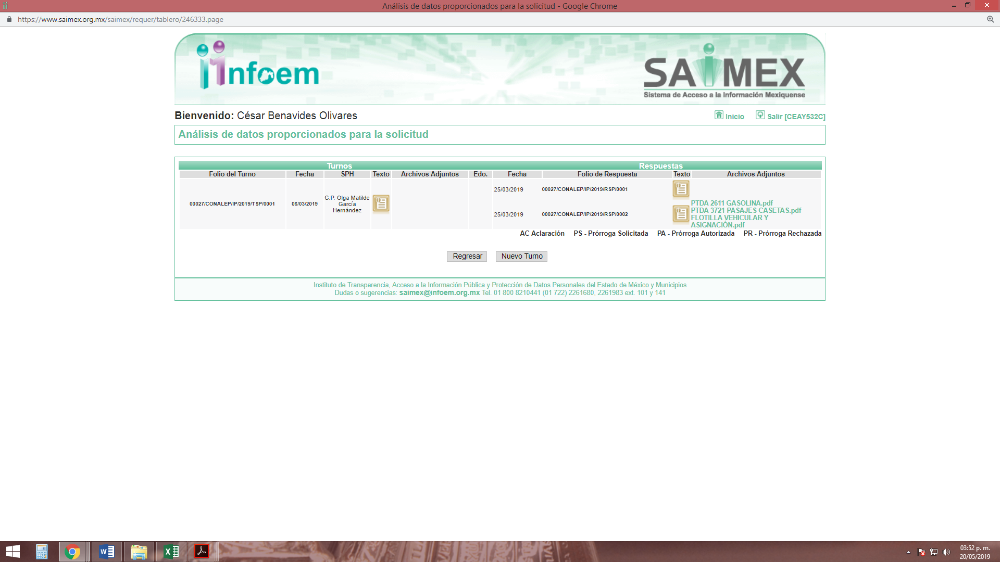 Análisis de datos proporcionados para la solicitud - Google Chrome
https://www.saimex.org.mx/saimex/requer/tablero/246333.page
infoem
SAIMEX
Sistema de Acceso a la Información Mexiquense
Bienvenido: César Benavides Olivares
Inicio Salir [CEAY532C]
Análisis de datos proporcionados para la solicitud
Turnos Respuestas
Folio del Turno Fecha SPH Texto Archivos Adjuntos Edo. Fecha Folio de Respuesta Texto Archivos Adjuntos
00027/CONALEP/IP/2019/TSP/0001 06/03/2019 C.P. Olga Matilde
García
Hernández
25/03/2019 00027/CONALEP/IP/2019/RSP/0001
25/03/2019 00027/CONALEP/IP/2019/RSP/0002
PTDA 2611 GASOLINA.pdf
PTDA 3721 PASAJES CASETAS.pdf
FLOTILLA VEHICULAR Y
ASIGNACIÓN.pdf
AC Aclaración PS - Prórroga Solicitada PA - Prórroga Autorizada PR - Prórroga Rechazada
Regresar Nuevo Turno
Instituto de Transparencia, Acceso a la Información Pública y Protección de Datos Personales del Estado de México y Municipios
Dudas o sugerencias: saimex@infoem.org.mx Tel. 01 800 8210441 (01 722) 2261680, 2261983 ext. 101 y 141
03:52 p. m.
20/05/2019